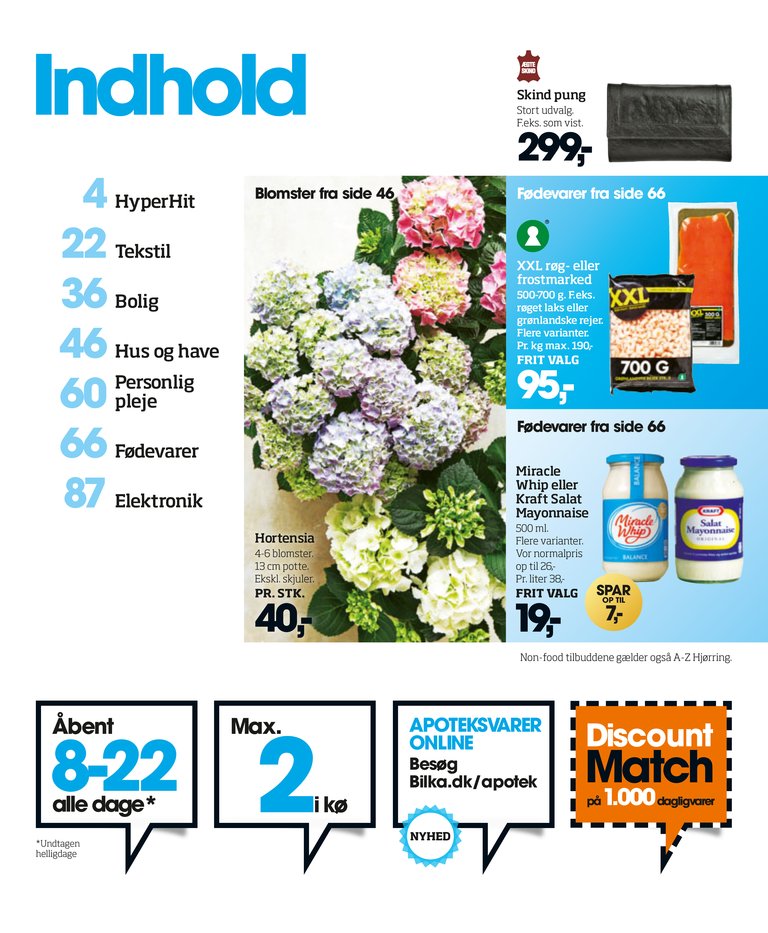 Indhold
ÆGTE
SKIND
Skind pung
Stort udvalg.
F.eks. som vist.
299,-
4 HyperHit
22 Tekstil
36 Bolig
46 Hus og have
60 Personlig
pleje
66 Fødevarer
87 Elektronik
Blomster fra side 46
Hortensia
4-6 blomster.
13 cm potte.
Ekskl. skjuler.
PR. STK.
40,-
Fødevarer fra side 66
XXL røg- eller
frostmarked
500-700 g. F.eks.
røget laks eller
grønlandske rejer.
Flere varianter.
Pr. kg max. 190,-
FRIT VALG
95,-
XXL
700 G
XXL
500 G
Fødevarer fra side 66
Miracle
Whip eller
Kraft Salat
Mayonnaise
500 ml.
Flere varianter.
Vor normalpris
op til 26,-
Pr. liter 38,-
FRIT VALG
19,-
BALANCE
Miracle
Whip
BALANCE
KRAFT
Salat
Mayonnaise
ORIGINAL
SPAR
OP TIL
7,-
Non-food tilbuddene gælder også A-Z Hjørring.
Åbent
8-22
alle dage*
*Undtagen
helligdage
Max.
2 i kø
APOTEKSVARER
ONLINE
Besøg
Bilka.dk/apotek
NYHED
Discount
Match
på 1.000 dagligvarer